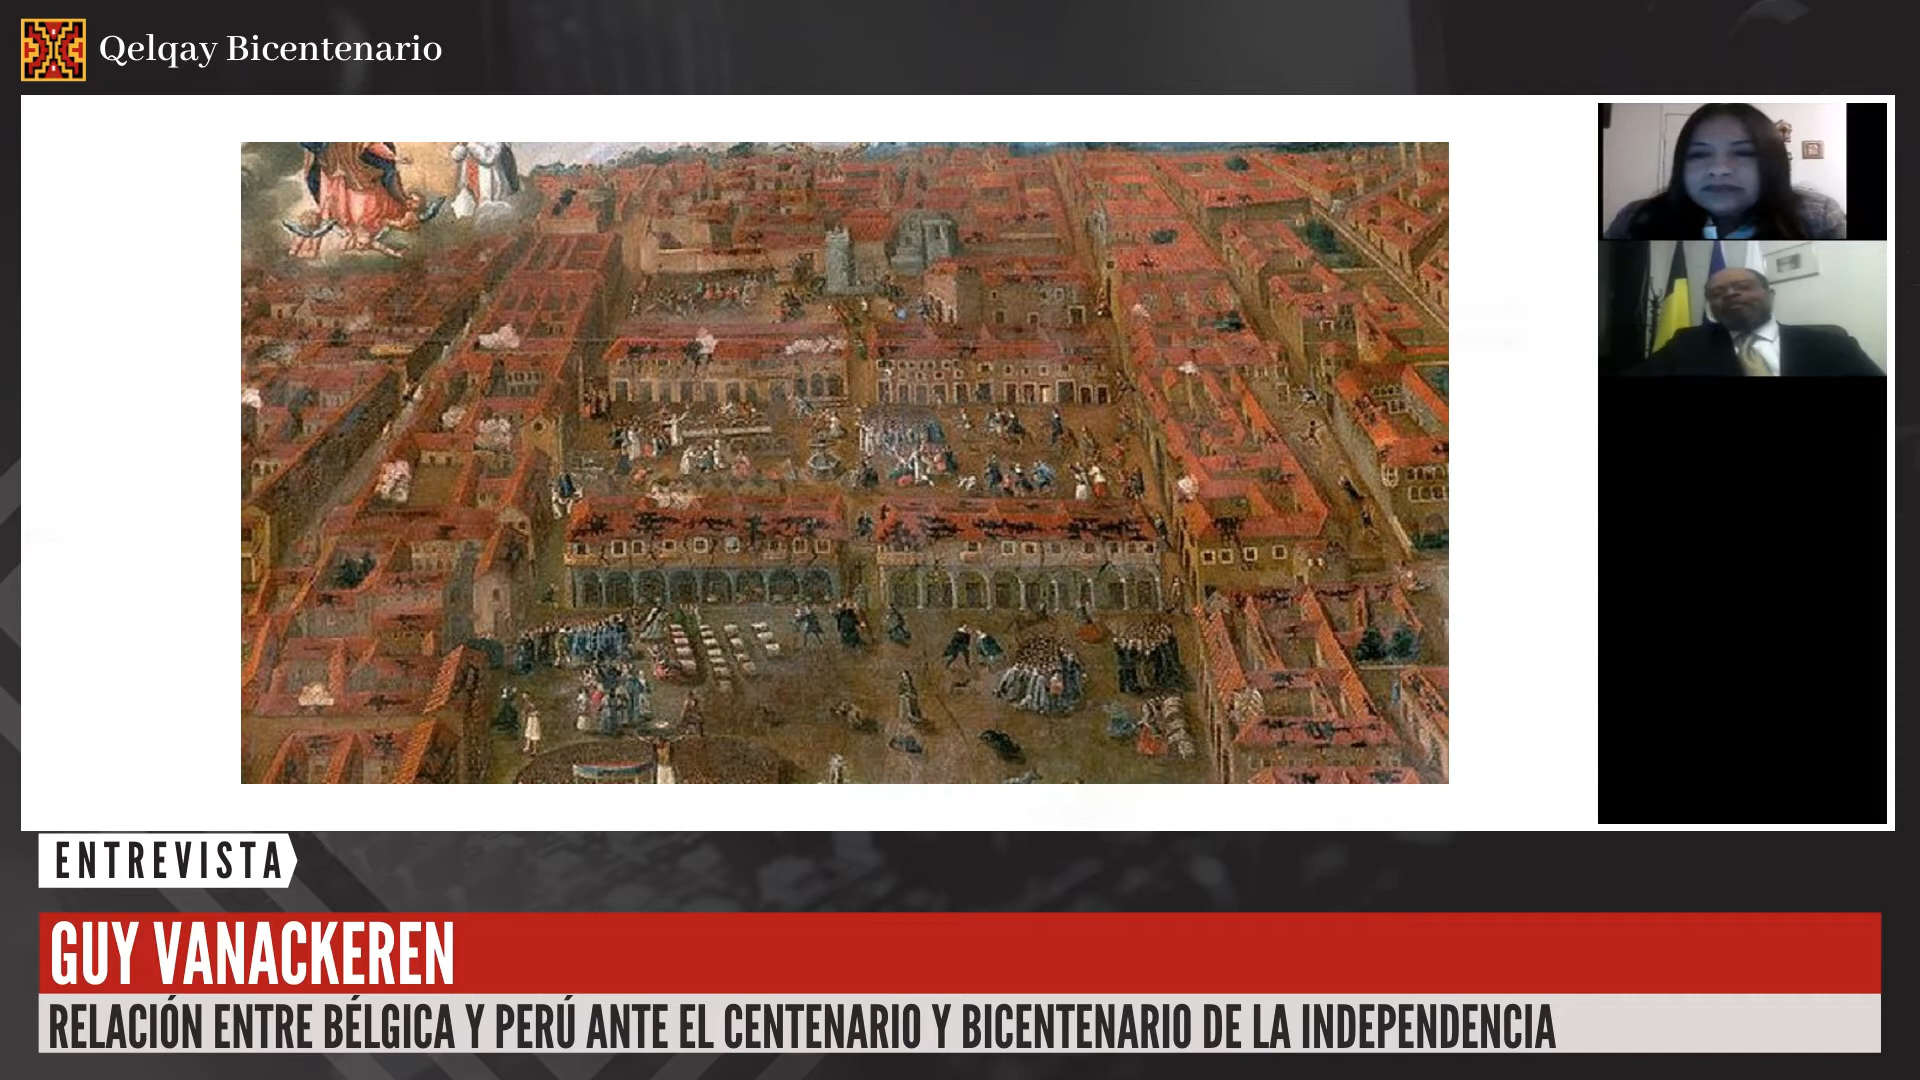 Qelqay Bicentenario
ENTREVISTA
GUY VANACKEREN
RELACIÓN ENTRE BÉLGICA Y PERÚ ANTE EL CENTENARIO Y BICENTENARIO DE LA INDEPENDENCIA